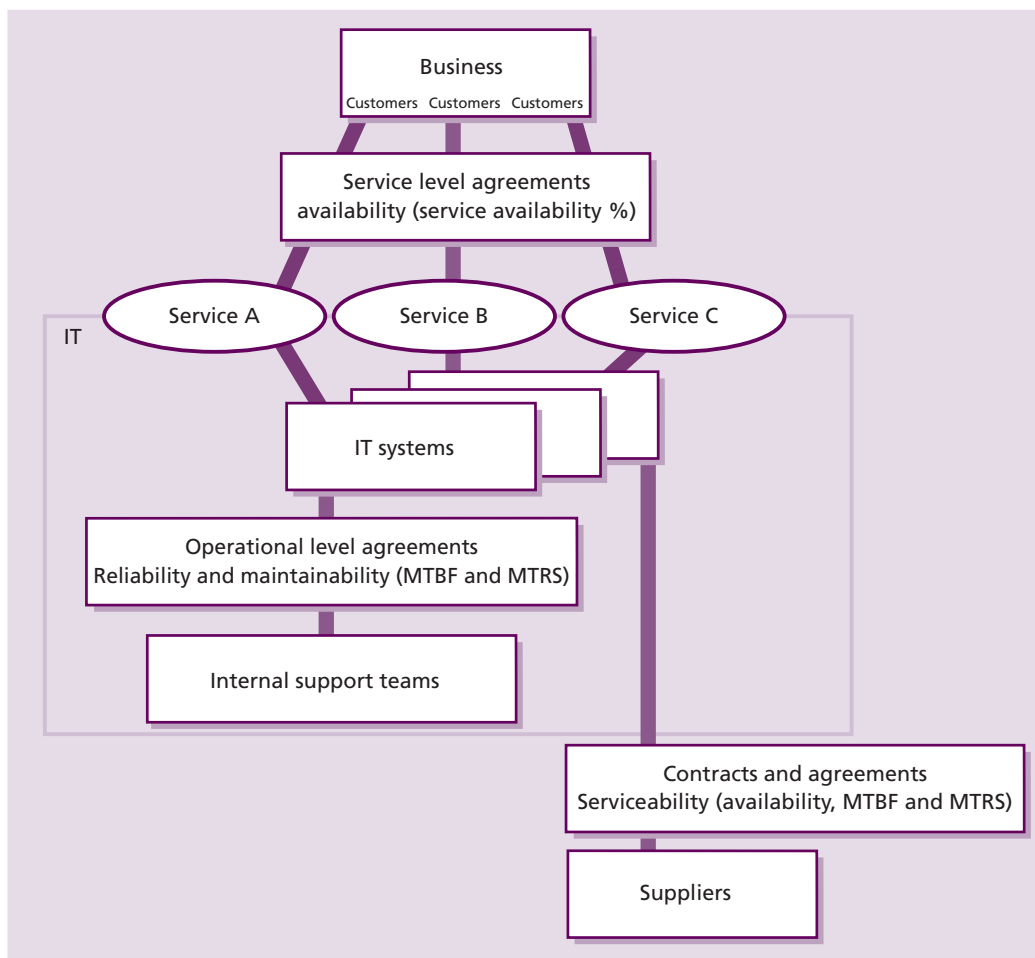 Business
Customers Customers Customers
Service level agreements
availability (service availability %)
Service A
Service B
Service C
IT
IT systems
Operational level agreements
Reliability and maintainability (MTBF and MTRS)
Internal support teams
Contracts and agreements
Serviceability (availability, MTBF and MTRS)
Suppliers